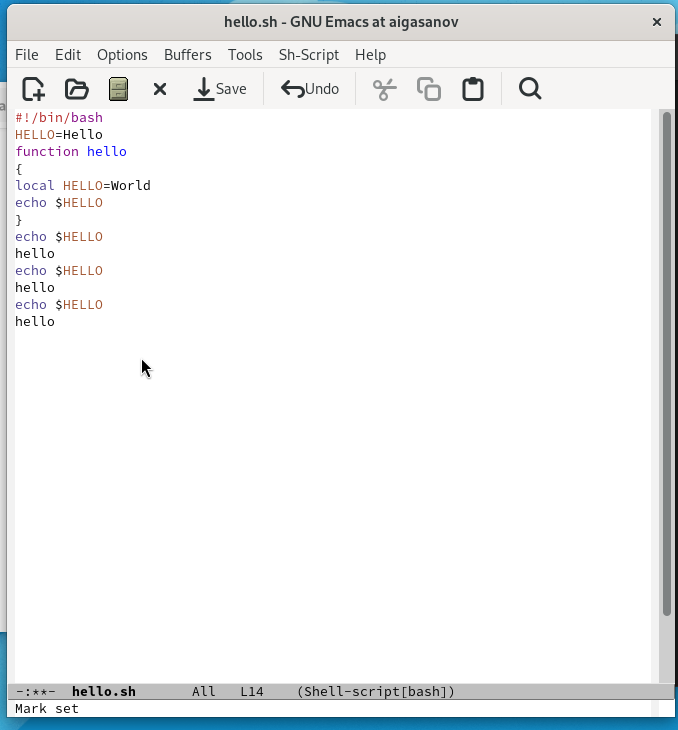 hello.sh - GNU Emacs at aigasanov
File Edit Options Buffers Tools Sh-Script Help
Save Undo
#!/bin/bash
HELLO=Hello
function hello
{
local HELLO=World
echo $HELLO
}
echo $HELLO
hello
echo $HELLO
hello
echo $HELLO
hello
-:**- hello.sh All L14 (Shell-script[bash])
Mark set